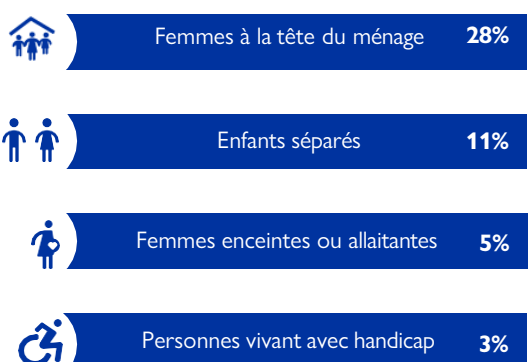 Femmes à la tête du ménage 28%
Enfants séparés 11%
Femmes enceintes ou allaitantes 5%
Personnes vivant avec handicap 3%